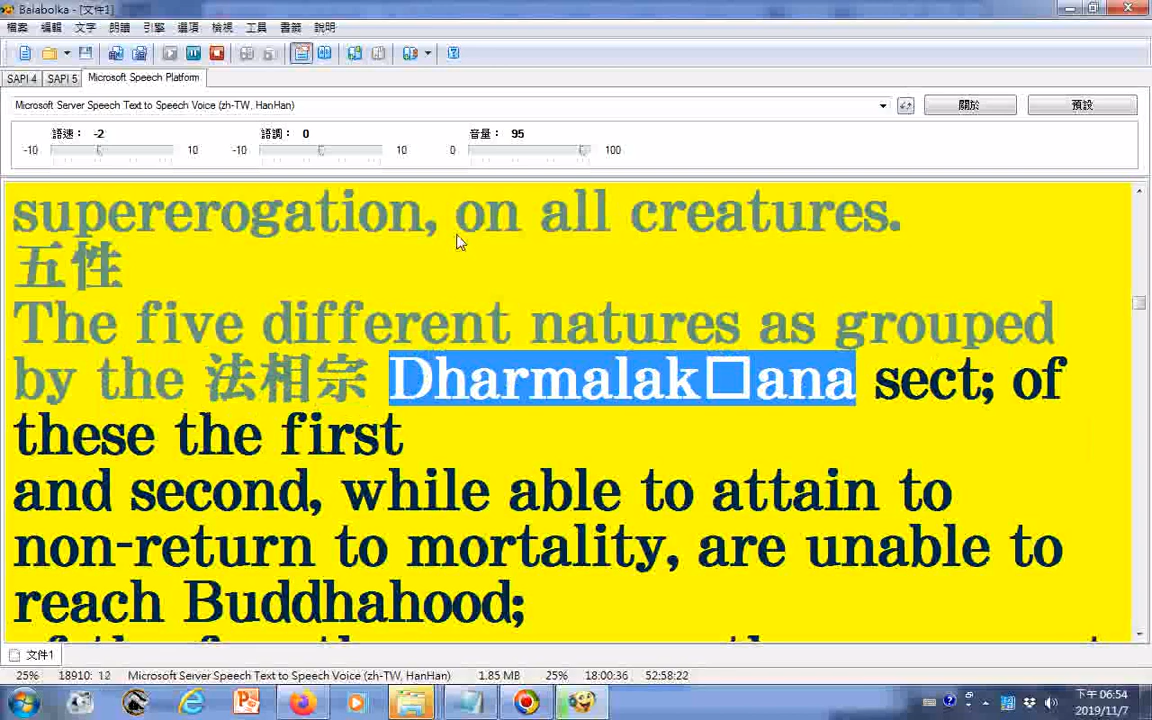 Balabolka - [文件1]
檔案 編輯 文字 朗讀 引擎 選項 檢視 工具 書籤 說明
SAPI 4 SAPI 5 Microsoft Speech Platform
Microsoft Server Speech Text to Speech Voice (zh-TW, HanHan) 關於 預設
語速： -2 語調： 0 音量： 95
-10 10 -10 10 0 100
supererogation, on all creatures.
五性
The five different natures as grouped
by the 法相宗 Dharmalak□ana sect; of
these the first
and second, while able to attain to
non-return to mortality, are unable to
reach Buddhahood;
文件1
25% 18910: 12 Microsoft Server Speech Text to Speech Voice (zh-TW, HanHan) 1.85 MB 25% 18:00:36 52:58:22
下午 06:54
2019/11/7